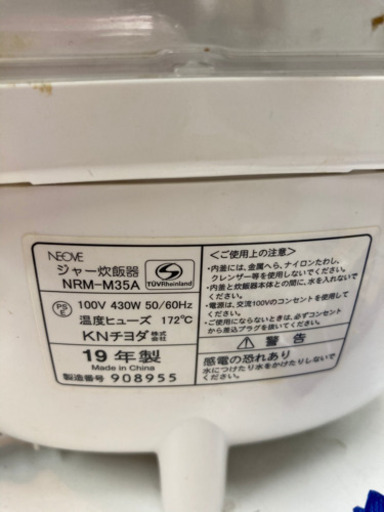 NEOVE
ジャー炊飯器
NRM-M35A
TÜVRheinland
PS E
100V 430W 50/60Hz
温度ヒューズ 172℃
KNチヨダ株式会社
19年製
Made in China
製造番号 908955
<ご使用上の注意>
・内釜には、金属へら、ナイロンたわし、
クレンザー等を使用しないでください。
・内釜と炊飯器本体との間に、水を入れないで
ください。
・電源は、交流100Vのコンセントを使用して
ください。
・ご使用にならないときは、必ずコンセント
から差込プラグを抜いてください。
警告
感電の恐れあり
水につけたり水をかけたりしないで
ください。